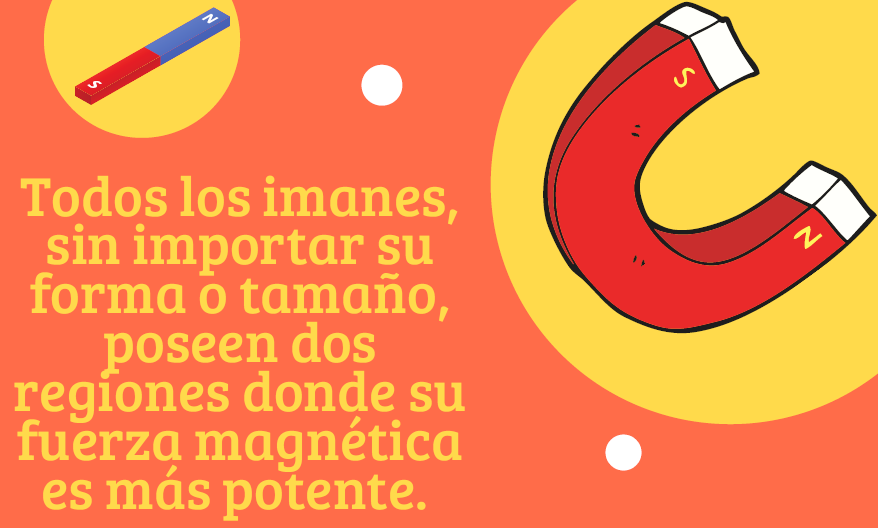 N
S
S
N
Todos los imanes,
sin importar su
forma o tamaño,
poseen dos
regiones donde su
fuerza magnética
es más potente.